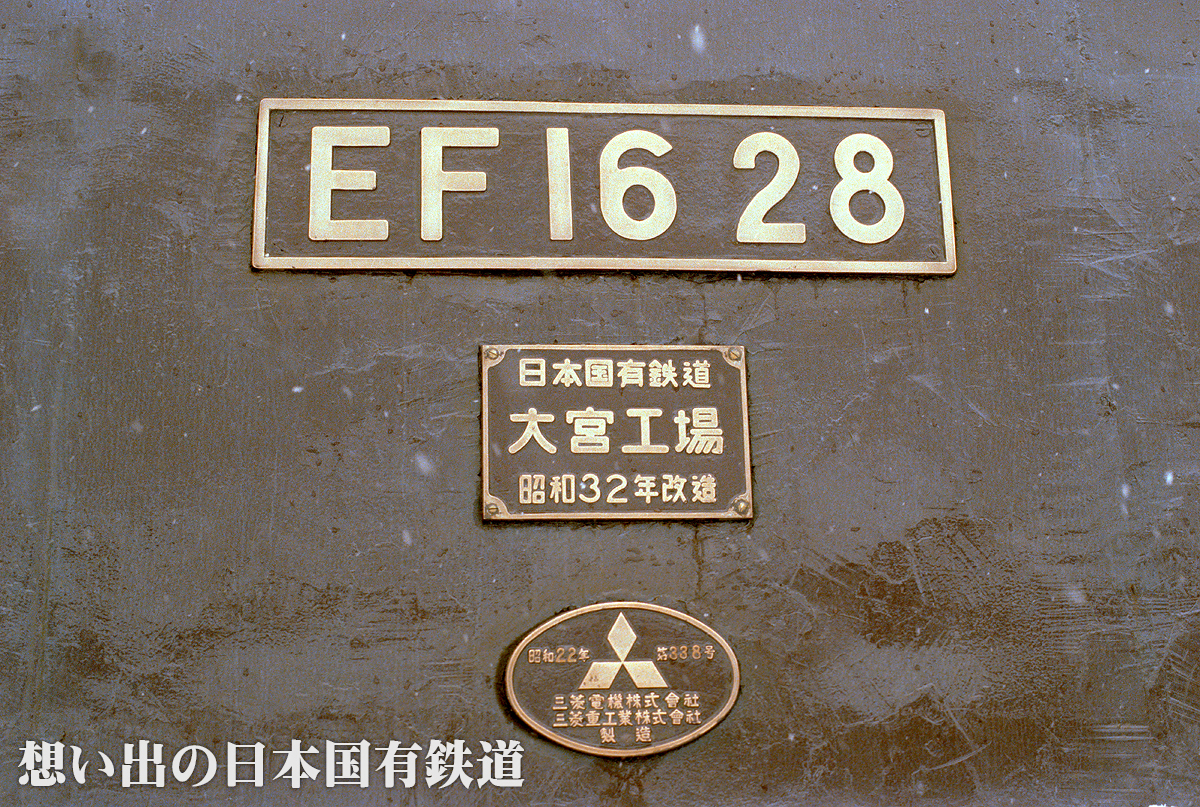 EF16 28
日本国有鉄道
大宮工場
昭和32年改造
昭和22年 第338号
三菱電機株式會社
三菱重工業株式會社
製造
想い出の日本国有鉄道